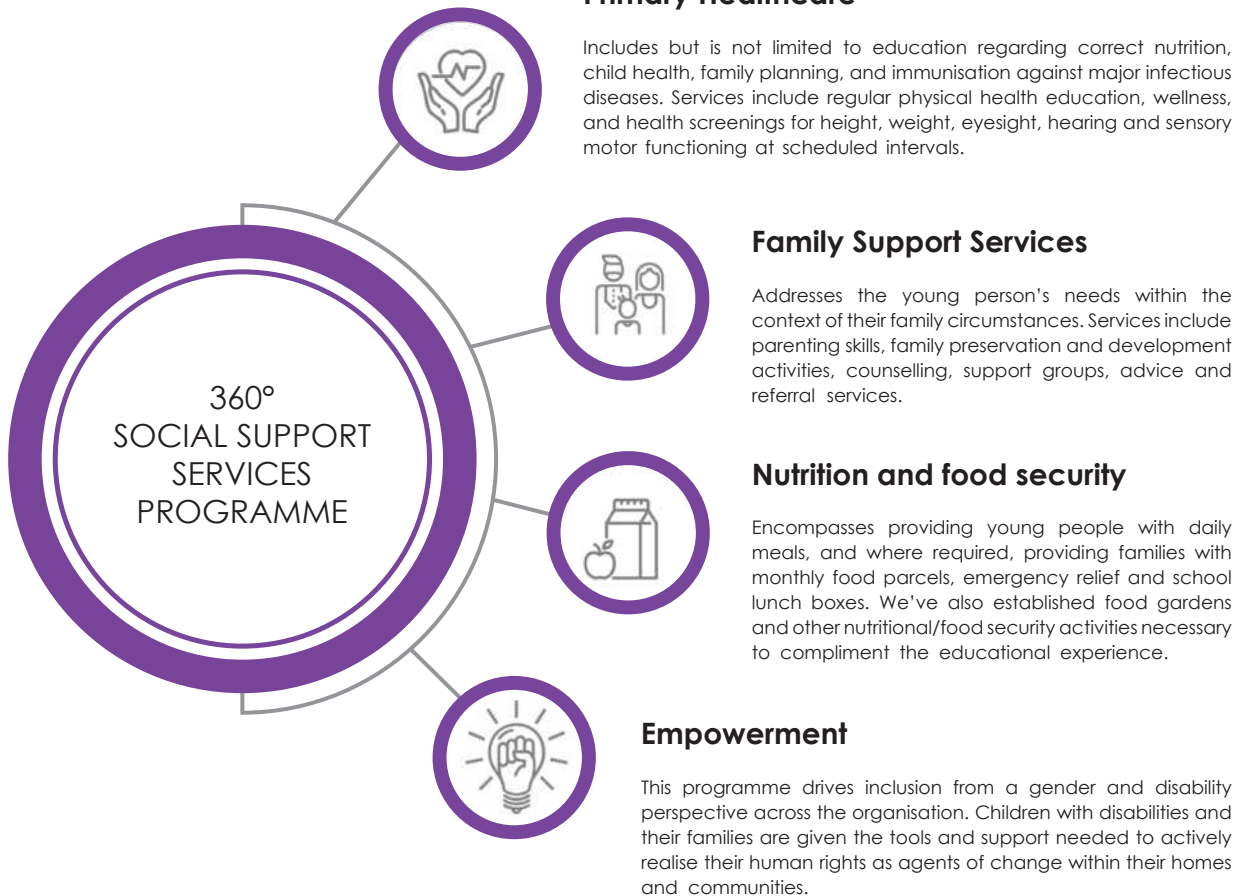 Primary Healthcare
Includes but is not limited to education regarding correct nutrition,
child health, family planning, and immunisation against major infectious
diseases. Services include regular physical health education, wellness,
and health screenings for height, weight, eyesight, hearing and sensory
motor functioning at scheduled intervals.
360º
SOCIAL SUPPORT
SERVICES
PROGRAMME
Family Support Services
Addresses the young person’s needs within the
context of their family circumstances. Services include
parenting skills, family preservation and development
activities, counselling, support groups, advice and
referral services.
Nutrition and food security
Encompasses providing young people with daily
meals, and where required, providing families with
monthly food parcels, emergency relief and school
lunch boxes. We’ve also established food gardens
and other nutritional/food security activities necessary
to compliment the educational experience.
Empowerment
This programme drives inclusion from a gender and disability
perspective across the organisation. Children with disabilities and
their families are given the tools and support needed to actively
realise their human rights as agents of change within their homes
and communities.